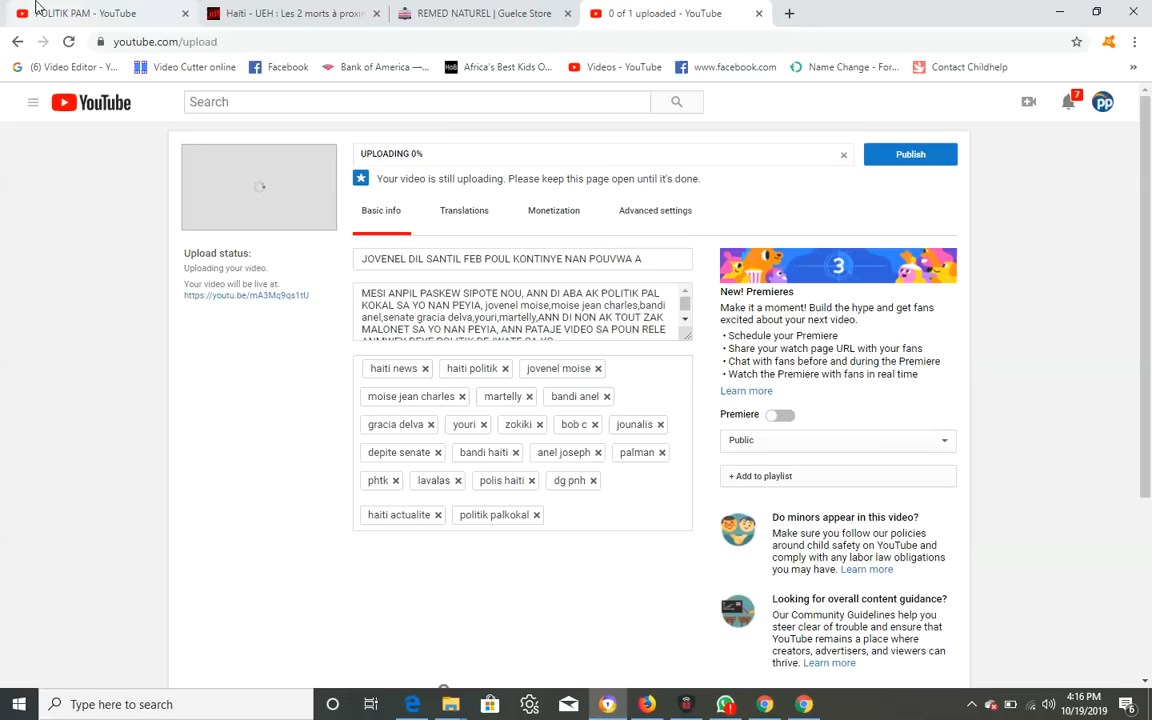 POLITIK PAM - YouTube
Haïti - UEH : Les 2 morts à proxin
REMED NATUREL | Guelce Store
0 of 1 uploaded - YouTube
youtube.com/upload
(6) Video Editor - Y...
Video Cutter online
Facebook
Bank of America —...
Africa's Best Kids O...
Videos - YouTube
www.facebook.com
Name Change - For...
Contact Childhelp
»
YouTube
Search
7
pp
UPLOADING 0%
Publish
Your video is still uploading. Please keep this page open until it's done.
Basic info
Translations
Monetization
Advanced settings
Upload status:
Uploading your video.
Your video will be live at:
https://youtu.be/mA3Mq9qs1tU
JOVENEL DIL SANTIL FEB POUL KONTINYE NAN POUVWA A
MESI ANPIL PASKEW SIPOTE NOU, ANN DI ABA AK POLITIK PAL
KOKAL SA YO NAN PEYIA, jovenel moise,moise jean charles,bandi
anel,senate gracia delva,youri,martelly,ANN DI NON AK TOUT ZAK
MALONET SA YO NAN PEYIA, ANN PATAJE VIDEO SA POUN RELE
haiti news
haiti politik
jovenel moise
moise jean charles
martelly
bandi anel
gracia delva
youri
zokiki
bob c
jounalis
depite senate
bandi haiti
anel joseph
palman
phtk
lavalas
polis haiti
dg pnh
haiti actualite
politik palkokal
3
New! Premieres
Make it a moment! Build the hype and get fans
excited about your next video.
• Schedule your Premiere
• Share your watch page URL with your fans
• Chat with fans before and during the Premiere
• Watch the Premiere with fans in real time
Learn more
Premiere
Public
+ Add to playlist
Do minors appear in this video?
Make sure you follow our policies
around child safety on YouTube and
comply with any labor law obligations
you may have. Learn more
Looking for overall content guidance?
Our Community Guidelines help you
steer clear of trouble and ensure that
YouTube remains a place where
creators, advertisers, and viewers can
thrive. Learn more
Type here to search
4:16 PM
10/19/2019
6